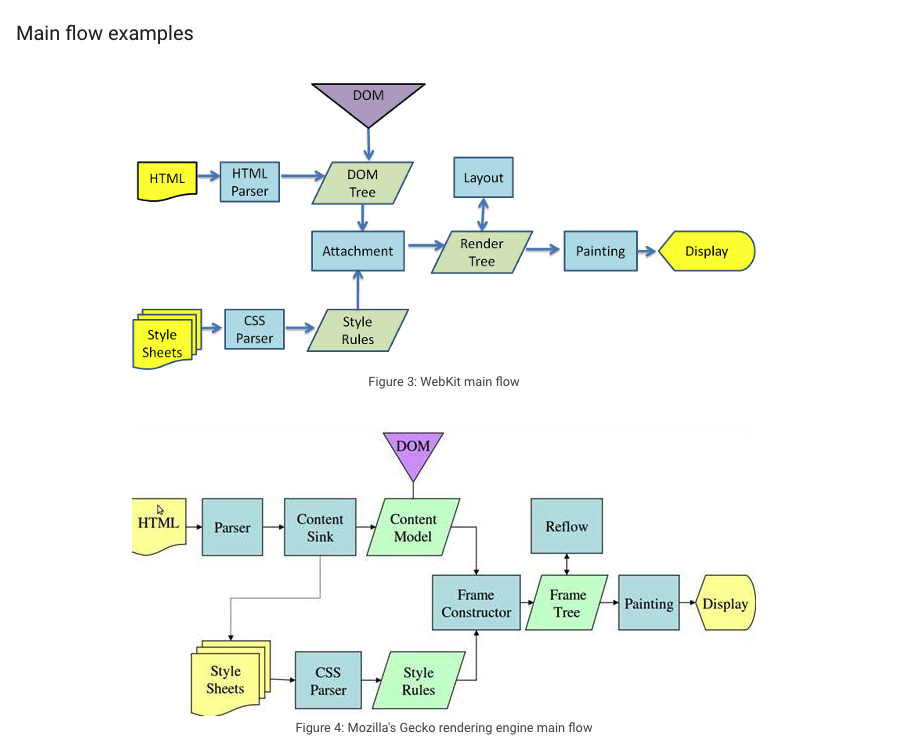 Main flow examples
DOM
HTML
HTML
Parser
DOM
Tree
Layout
Attachment
Render
Tree
Painting
Display
Style
Sheets
CSS
Parser
Style
Rules
Figure 3: WebKit main flow
DOM
HTML
Parser
Content
Sink
Content
Model
Reflow
Frame
Constructor
Frame
Tree
Painting
Display
Style
Sheets
CSS
Parser
Style
Rules
Figure 4: Mozilla's Gecko rendering engine main flow